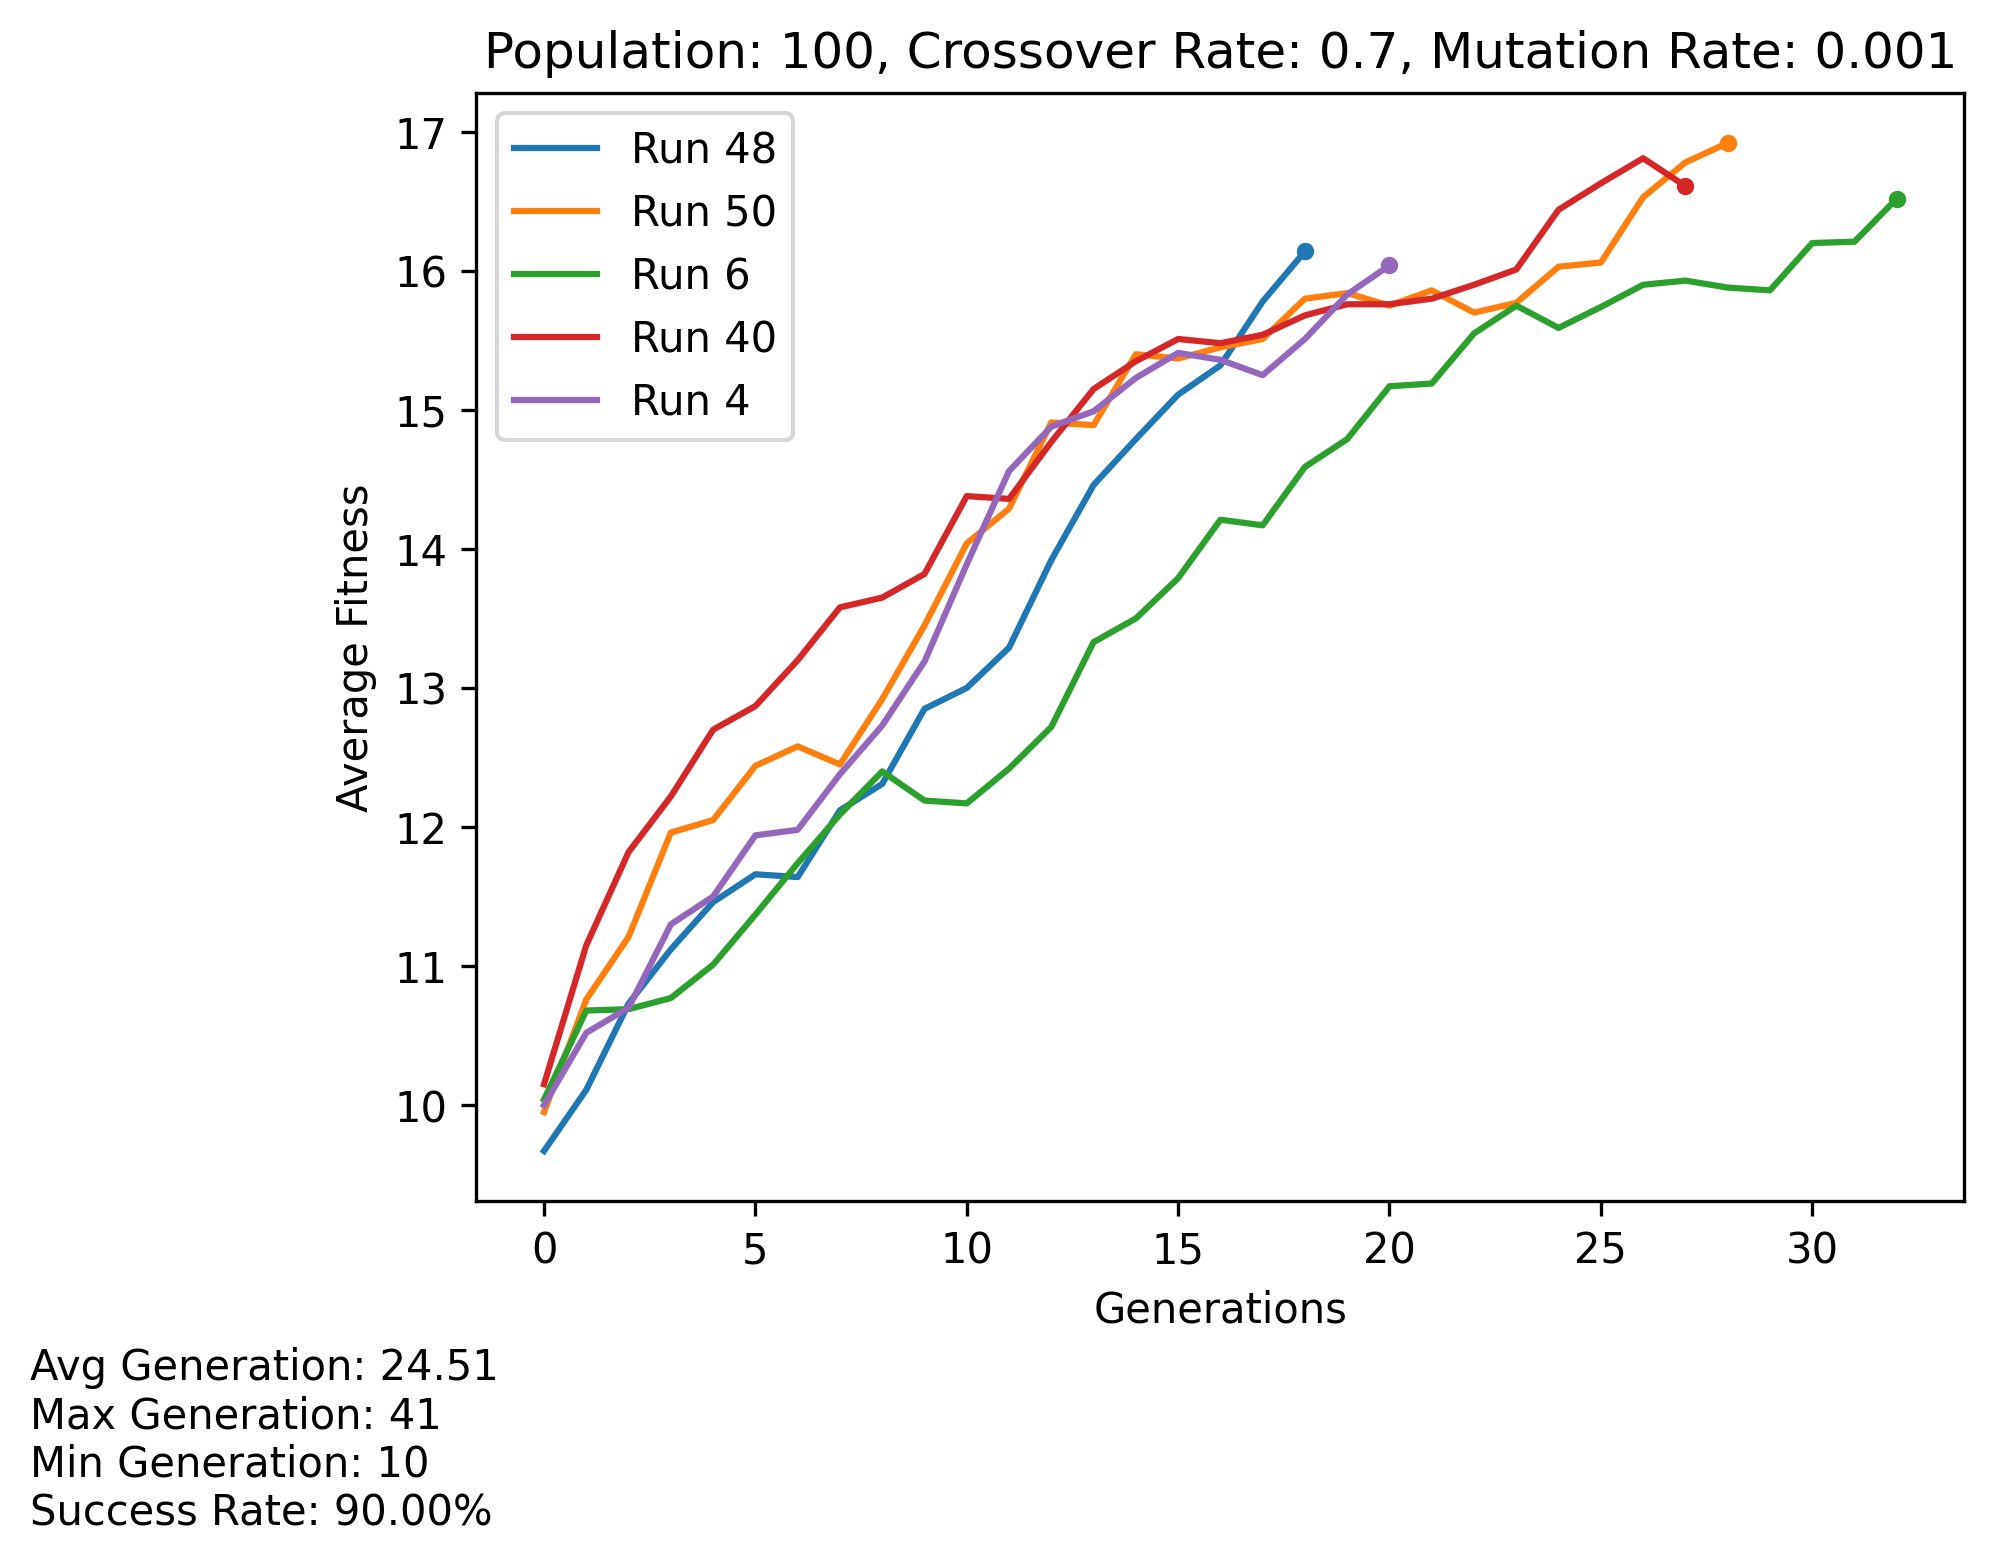 Population: 100, Crossover Rate: 0.7, Mutation Rate: 0.001
Run 48
Run 50
Run 6
Run 40
Run 4
17
16
15
14
13
12
11
10
Average Fitness
0 5 10 15 20 25 30
Generations
Avg Generation: 24.51
Max Generation: 41
Min Generation: 10
Success Rate: 90.00%